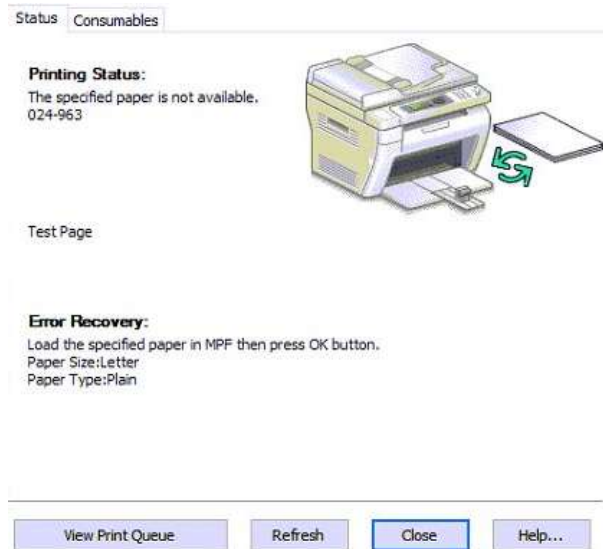 Status Consumables
Printing Status:
The specified paper is not available.
024-963
Test Page
Error Recovery:
Load the specified paper in MPF then press OK button.
Paper Size:Letter
Paper Type:Plain
View Print Queue Refresh Close Help...